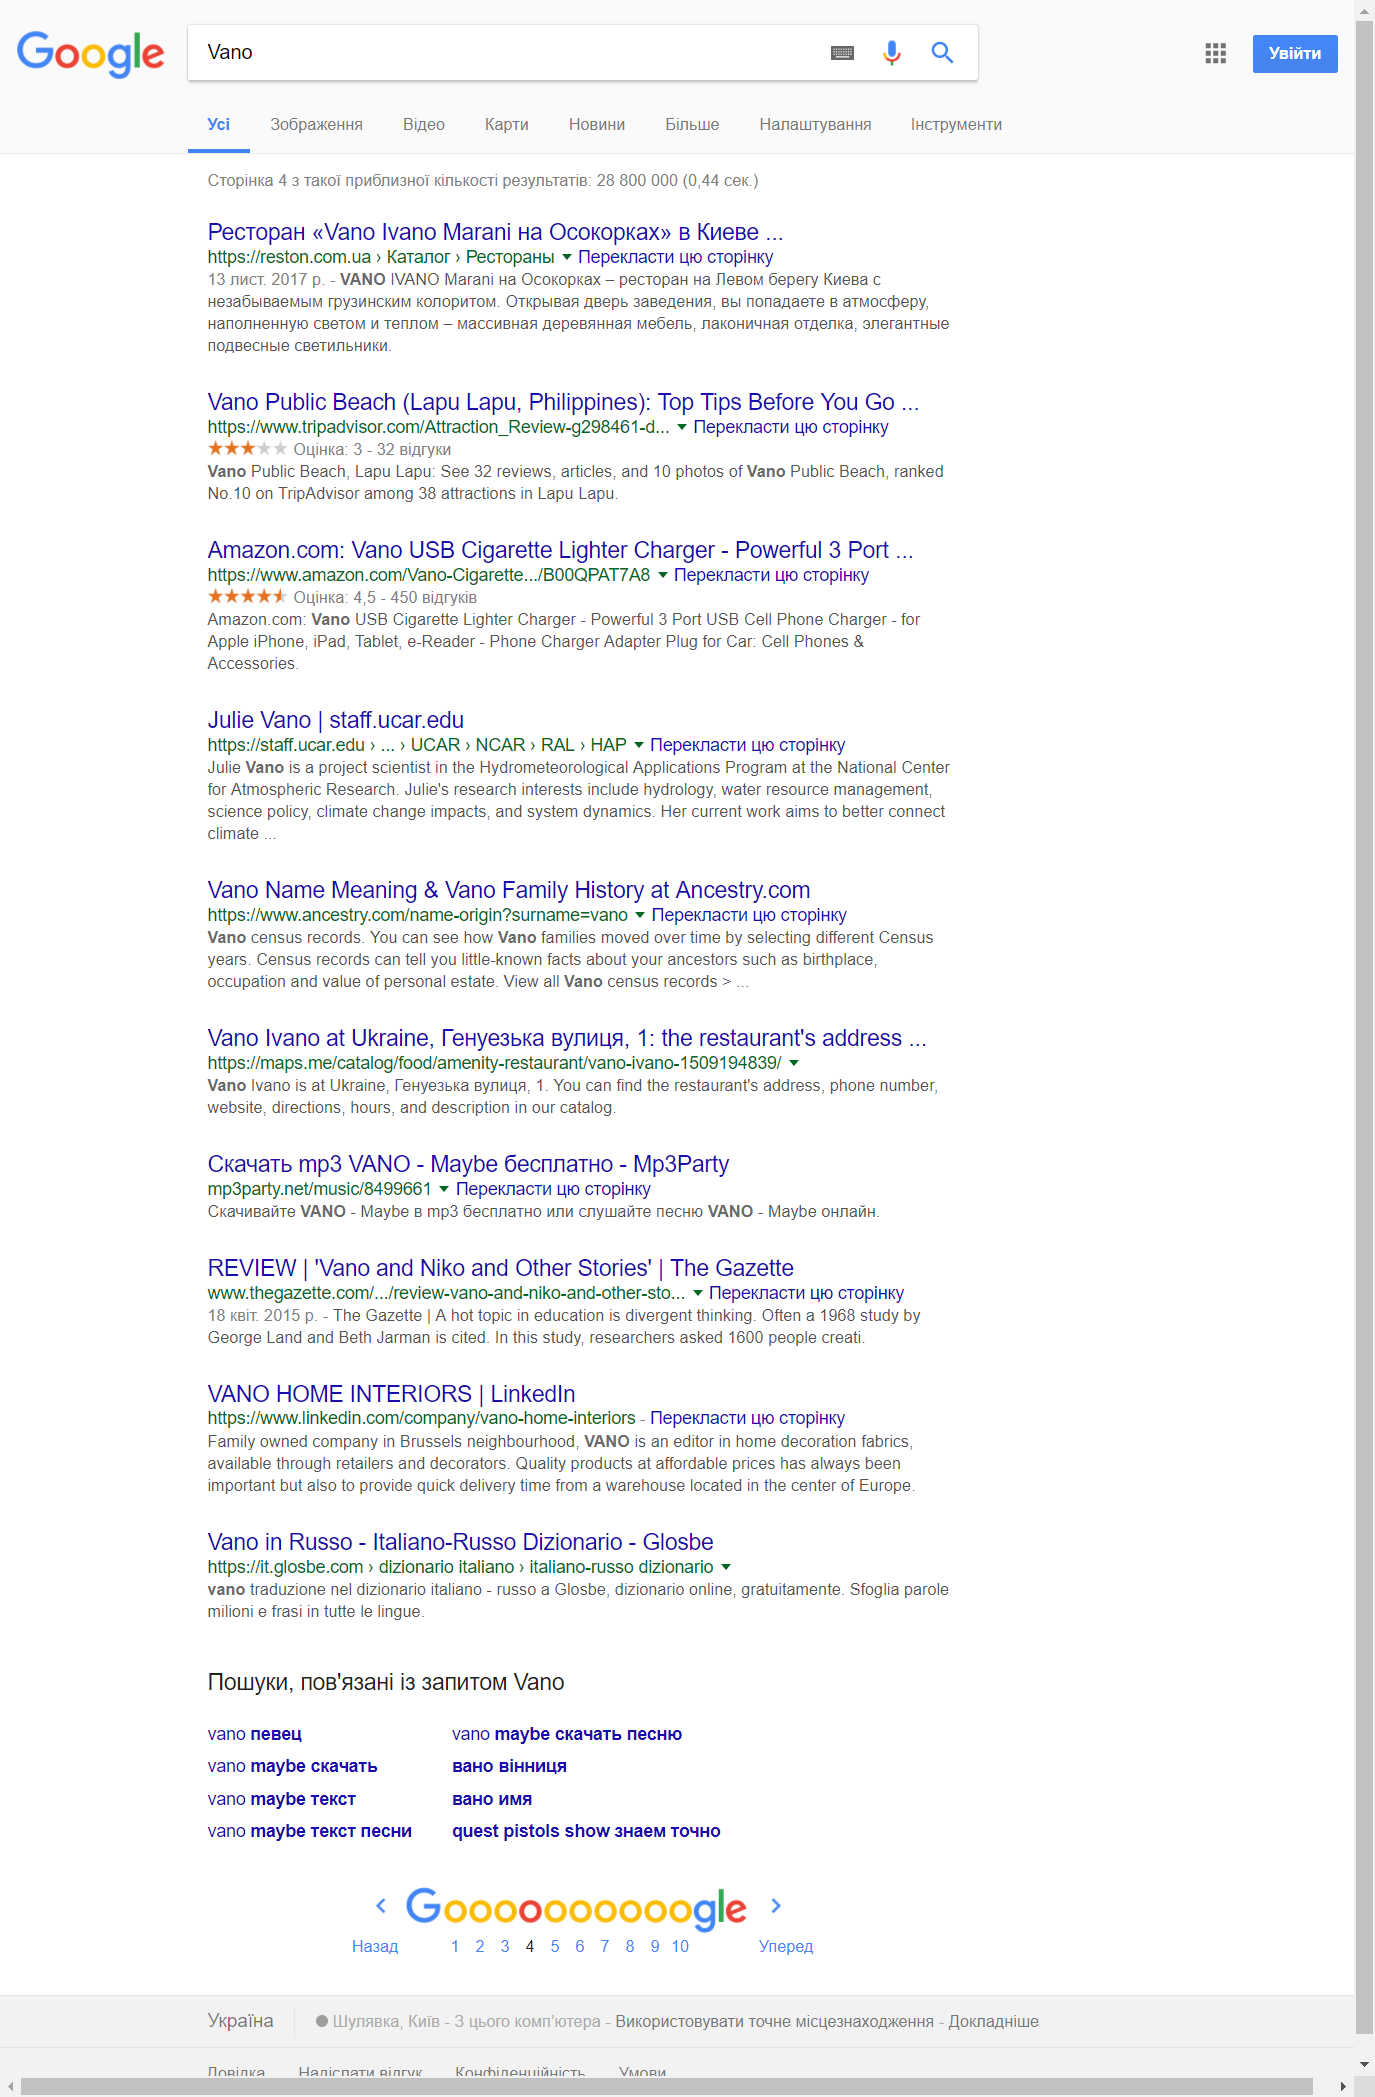 Google Vano Увійти
Усі Зображення Відео Карти Новини Більше Налаштування Інструменти
Сторінка 4 з такої приблизної кількості результатів: 28 800 000 (0,44 сек.)
Ресторан «Vano Ivano Marani на Осокорках» в Киеве ...
https://reston.com.ua › Каталог › Рестораны ▼ Перекласти цю сторінку
13 лист. 2017 р. - VANO IVANO Marani на Осокорках – ресторан на Левом берегу Киева с
незабываемым грузинским колоритом. Открывая дверь заведения, вы попадаете в атмосферу,
наполненную светом и теплом – массивная деревянная мебель, лаконичная отделка, элегантные
подвесные светильники.
Vano Public Beach (Lapu Lapu, Philippines): Top Tips Before You Go ...
https://www.tripadvisor.com/Attraction_Review-g298461-d... ▼ Перекласти цю сторінку
Оцінка: 3 - 32 відгуки
Vano Public Beach, Lapu Lapu: See 32 reviews, articles, and 10 photos of Vano Public Beach, ranked
No.10 on TripAdvisor among 38 attractions in Lapu Lapu.
Amazon.com: Vano USB Cigarette Lighter Charger - Powerful 3 Port ...
https://www.amazon.com/Vano-Cigarette.../B00QPAT7A8 ▼ Перекласти цю сторінку
Оцінка: 4,5 - 450 відгуків
Amazon.com: Vano USB Cigarette Lighter Charger - Powerful 3 Port USB Cell Phone Charger - for
Apple iPhone, iPad, Tablet, e-Reader - Phone Charger Adapter Plug for Car: Cell Phones &
Accessories.
Julie Vano | staff.ucar.edu
https://staff.ucar.edu › ... › UCAR › NCAR › RAL › HAP ▼ Перекласти цю сторінку
Julie Vano is a project scientist in the Hydrometeorological Applications Program at the National Center
for Atmospheric Research. Julie's research interests include hydrology, water resource management,
science policy, climate change impacts, and system dynamics. Her current work aims to better connect
climate ...
Vano Name Meaning & Vano Family History at Ancestry.com
https://www.ancestry.com/name-origin?surname=vano ▼ Перекласти цю сторінку
Vano census records. You can see how Vano families moved over time by selecting different Census
years. Census records can tell you little-known facts about your ancestors such as birthplace,
occupation and value of personal estate. View all Vano census records > ...
Vano Ivano at Ukraine, Генуезька вулиця, 1: the restaurant's address ...
https://maps.me/catalog/food/amenity-restaurant/vano-ivano-1509194839/ ▼
Vano Ivano is at Ukraine, Генуезька вулиця, 1. You can find the restaurant's address, phone number,
website, directions, hours, and description in our catalog.
Скачать mp3 VANO - Maybe бесплатно - Mp3Party
mp3party.net/music/8499661 ▼ Перекласти цю сторінку
Скачивайте VANO - Maybe в mp3 бесплатно или слушайте песню VANO - Maybe онлайн.
REVIEW | 'Vano and Niko and Other Stories' | The Gazette
www.thegazette.com/.../review-vano-and-niko-and-other-sto... ▼ Перекласти цю сторінку
18 квіт. 2015 р. - The Gazette | A hot topic in education is divergent thinking. Often a 1968 study by
George Land and Beth Jarman is cited. In this study, researchers asked 1600 people creati.
VANO HOME INTERIORS | LinkedIn
https://www.linkedin.com/company/vano-home-interiors - Перекласти цю сторінку
Family owned company in Brussels neighbourhood, VANO is an editor in home decoration fabrics,
available through retailers and decorators. Quality products at affordable prices has always been
important but also to provide quick delivery time from a warehouse located in the center of Europe.
Vano in Russo - Italiano-Russo Dizionario - Glosbe
https://it.glosbe.com › dizionario italiano › italiano-russo dizionario ▼
vano traduzione nel dizionario italiano - russo a Glosbe, dizionario online, gratuitamente. Sfoglia parole
milioni e frasi in tutte le lingue.
Пошуки, пов'язані із запитом Vano
vano певец vano maybe скачать песню
vano maybe скачать вано вінниця
vano maybe текст вано имя
vano maybe текст песни quest pistols show знаем точно
Goooooooooogle
Назад 1 2 3 4 5 6 7 8 9 10 Уперед
Україна Шулявка, Київ - З цього комп'ютера - Використовувати точне місцезнаходження - Докладніше
Довідка Надіслати відгук Конфіденційність Умови